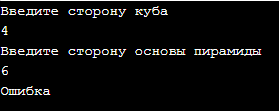 Введите сторону куба
4
Введите сторону основы пирамиды
6
Ошибка